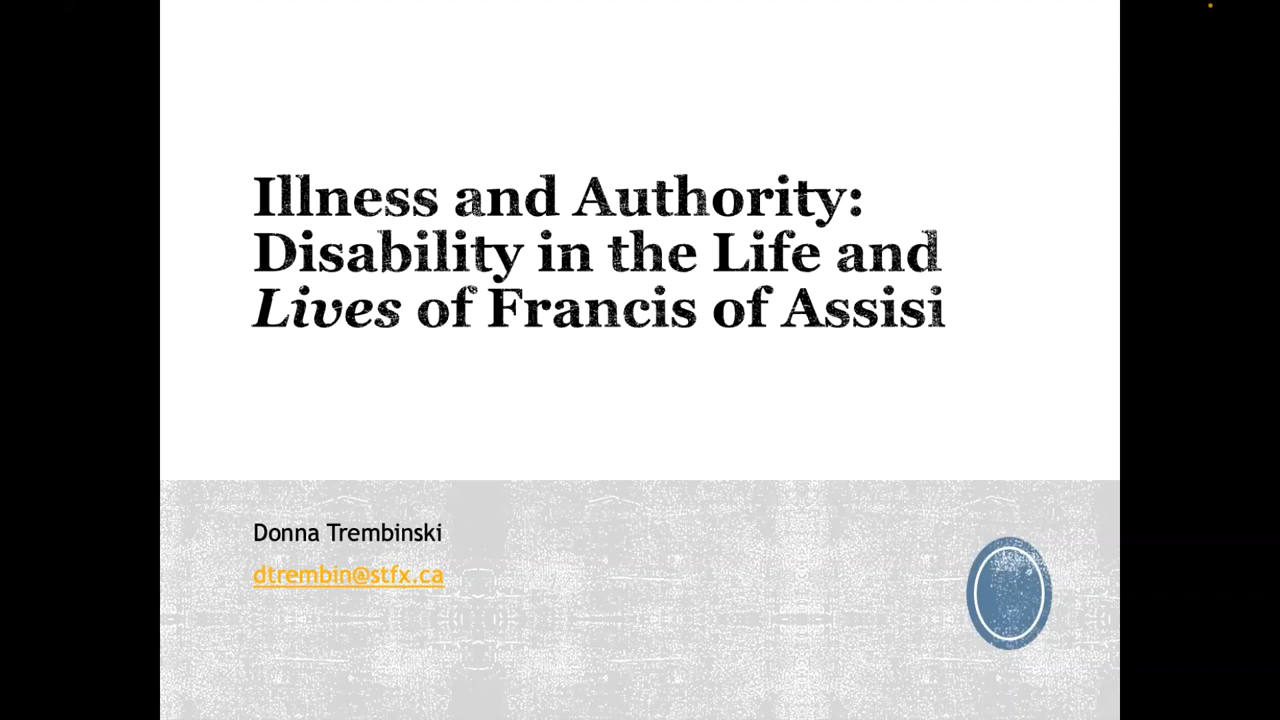 Illness and Authority:
Disability in the Life and
Lives of Francis of Assisi
Donna Trembinski
dtrembin@stfx.ca